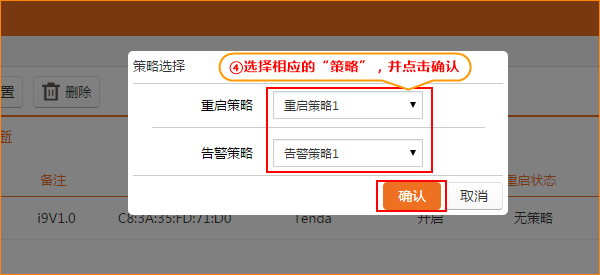 策略选择
④选择相应的“策略”，并点击确认
置 删除
重启策略 重启策略1
新
告警策略 告警策略1
备注 重启状态
确认 取消
i9V1.0 C8:3A:35:FD:71:D0 Tenda 开启 无策略